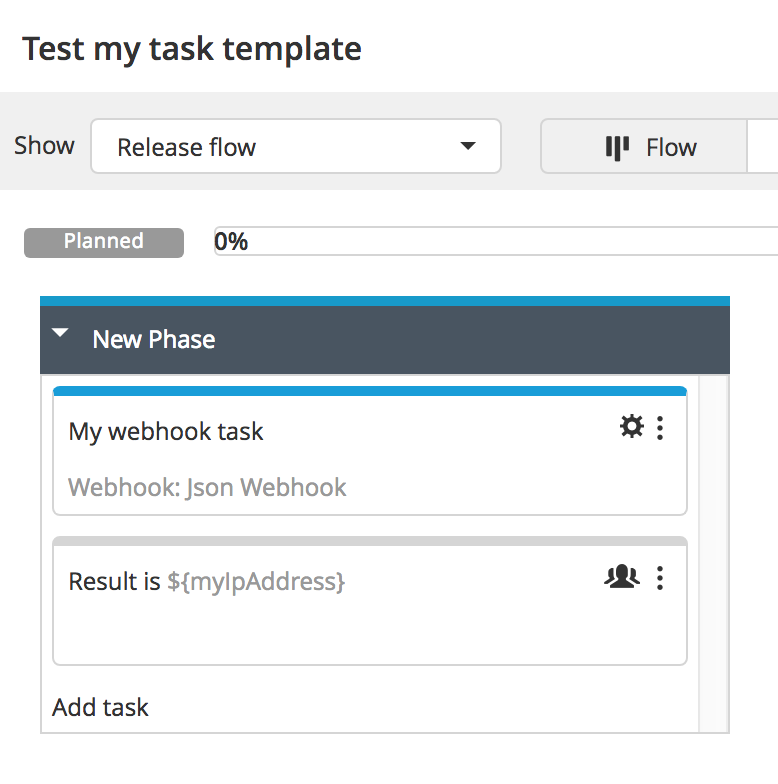 Test my task template
Show
Release flow
Flow
Planned
0%
New Phase
My webhook task
Webhook: Json Webhook
Result is ${myIpAddress}
Add task